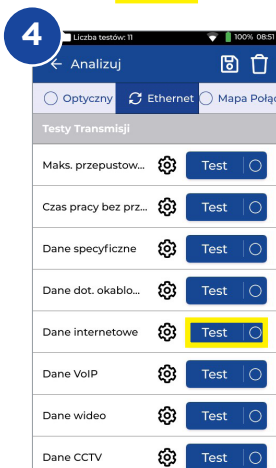 4
Liczba testów: 11 100% 08:51
Analizuj
Optyczny Ethernet Mapa Połąc
Testy Transmisji
Maks. przepustow... Test
Czas pracy bez prz... Test
Dane specyficzne Test
Dane dot. okablo... Test
Dane internetowe Test
Dane VoIP Test
Dane wideo Test
Dane CCTV Test